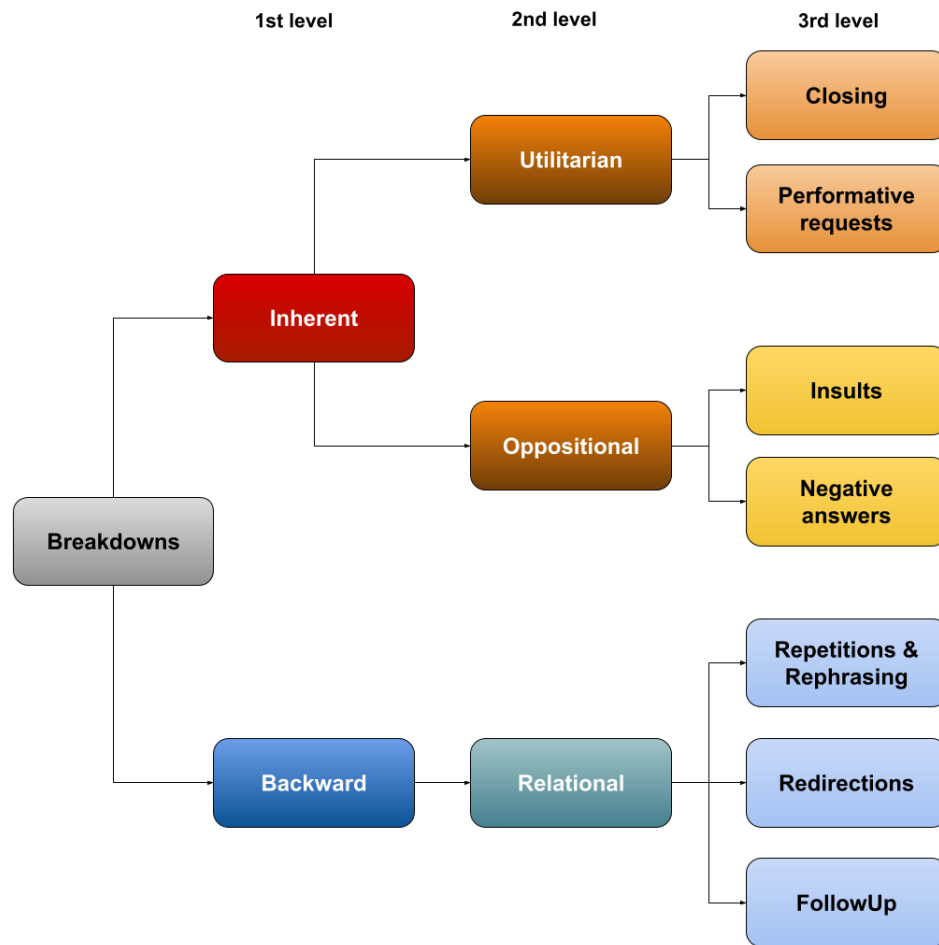 1st level
2nd level
3rd level
Closing
Utilitarian
Performative
requests
Inherent
Insults
Oppositional
Negative
answers
Breakdowns
Repetitions &
Rephrasing
Backward
Relational
Redirections
FollowUp